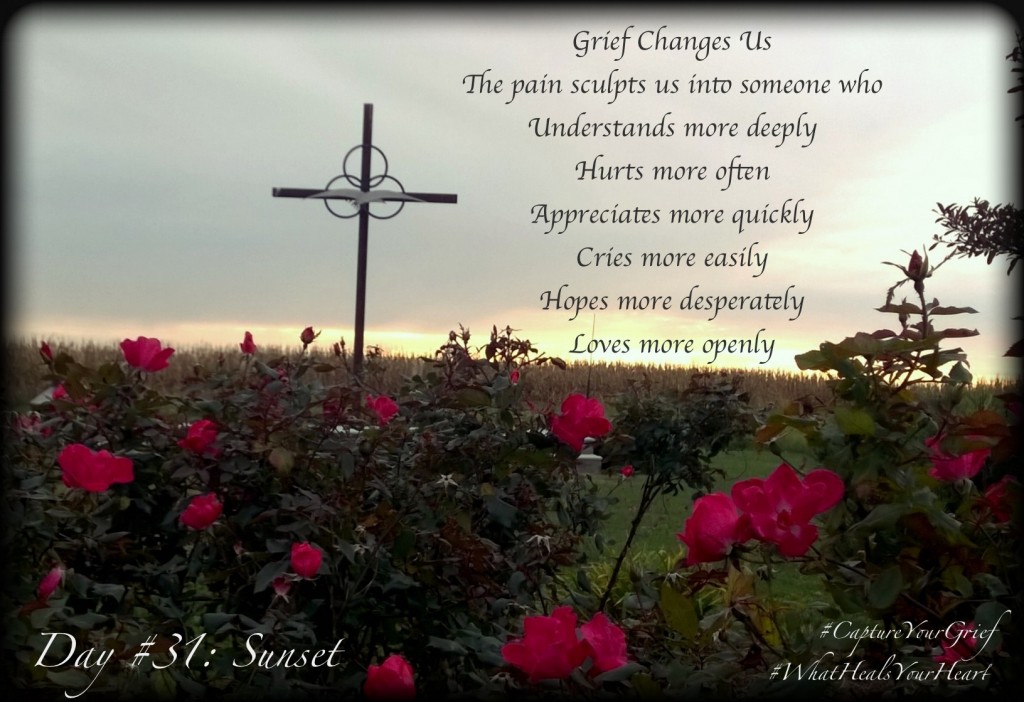 Grief Changes Us
The pain sculpts us into someone who
Understands more deeply
Hurts more often
Appreciates more quickly
Cries more easily
Hopes more desperately
Loves more openly
Day #31: Sunset
#CaptureYourGrief
#WhatHealsYourHeart